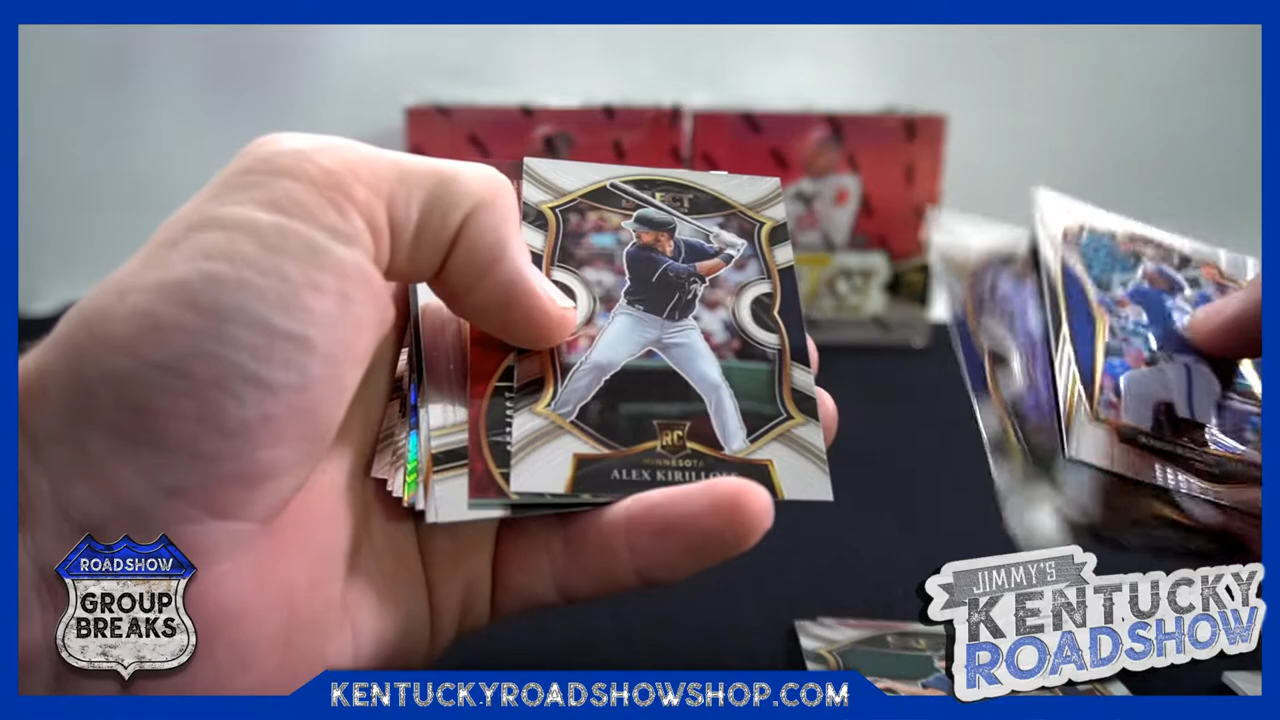 SELECT
RC
MINNESOTA
ALEX KIRILLOFF
ROADSHOW
GROUP
BREAKS
JIMMY'S
KENTUCKY
ROADSHOW
KENTUCKYROADSHOWSHOP.COM